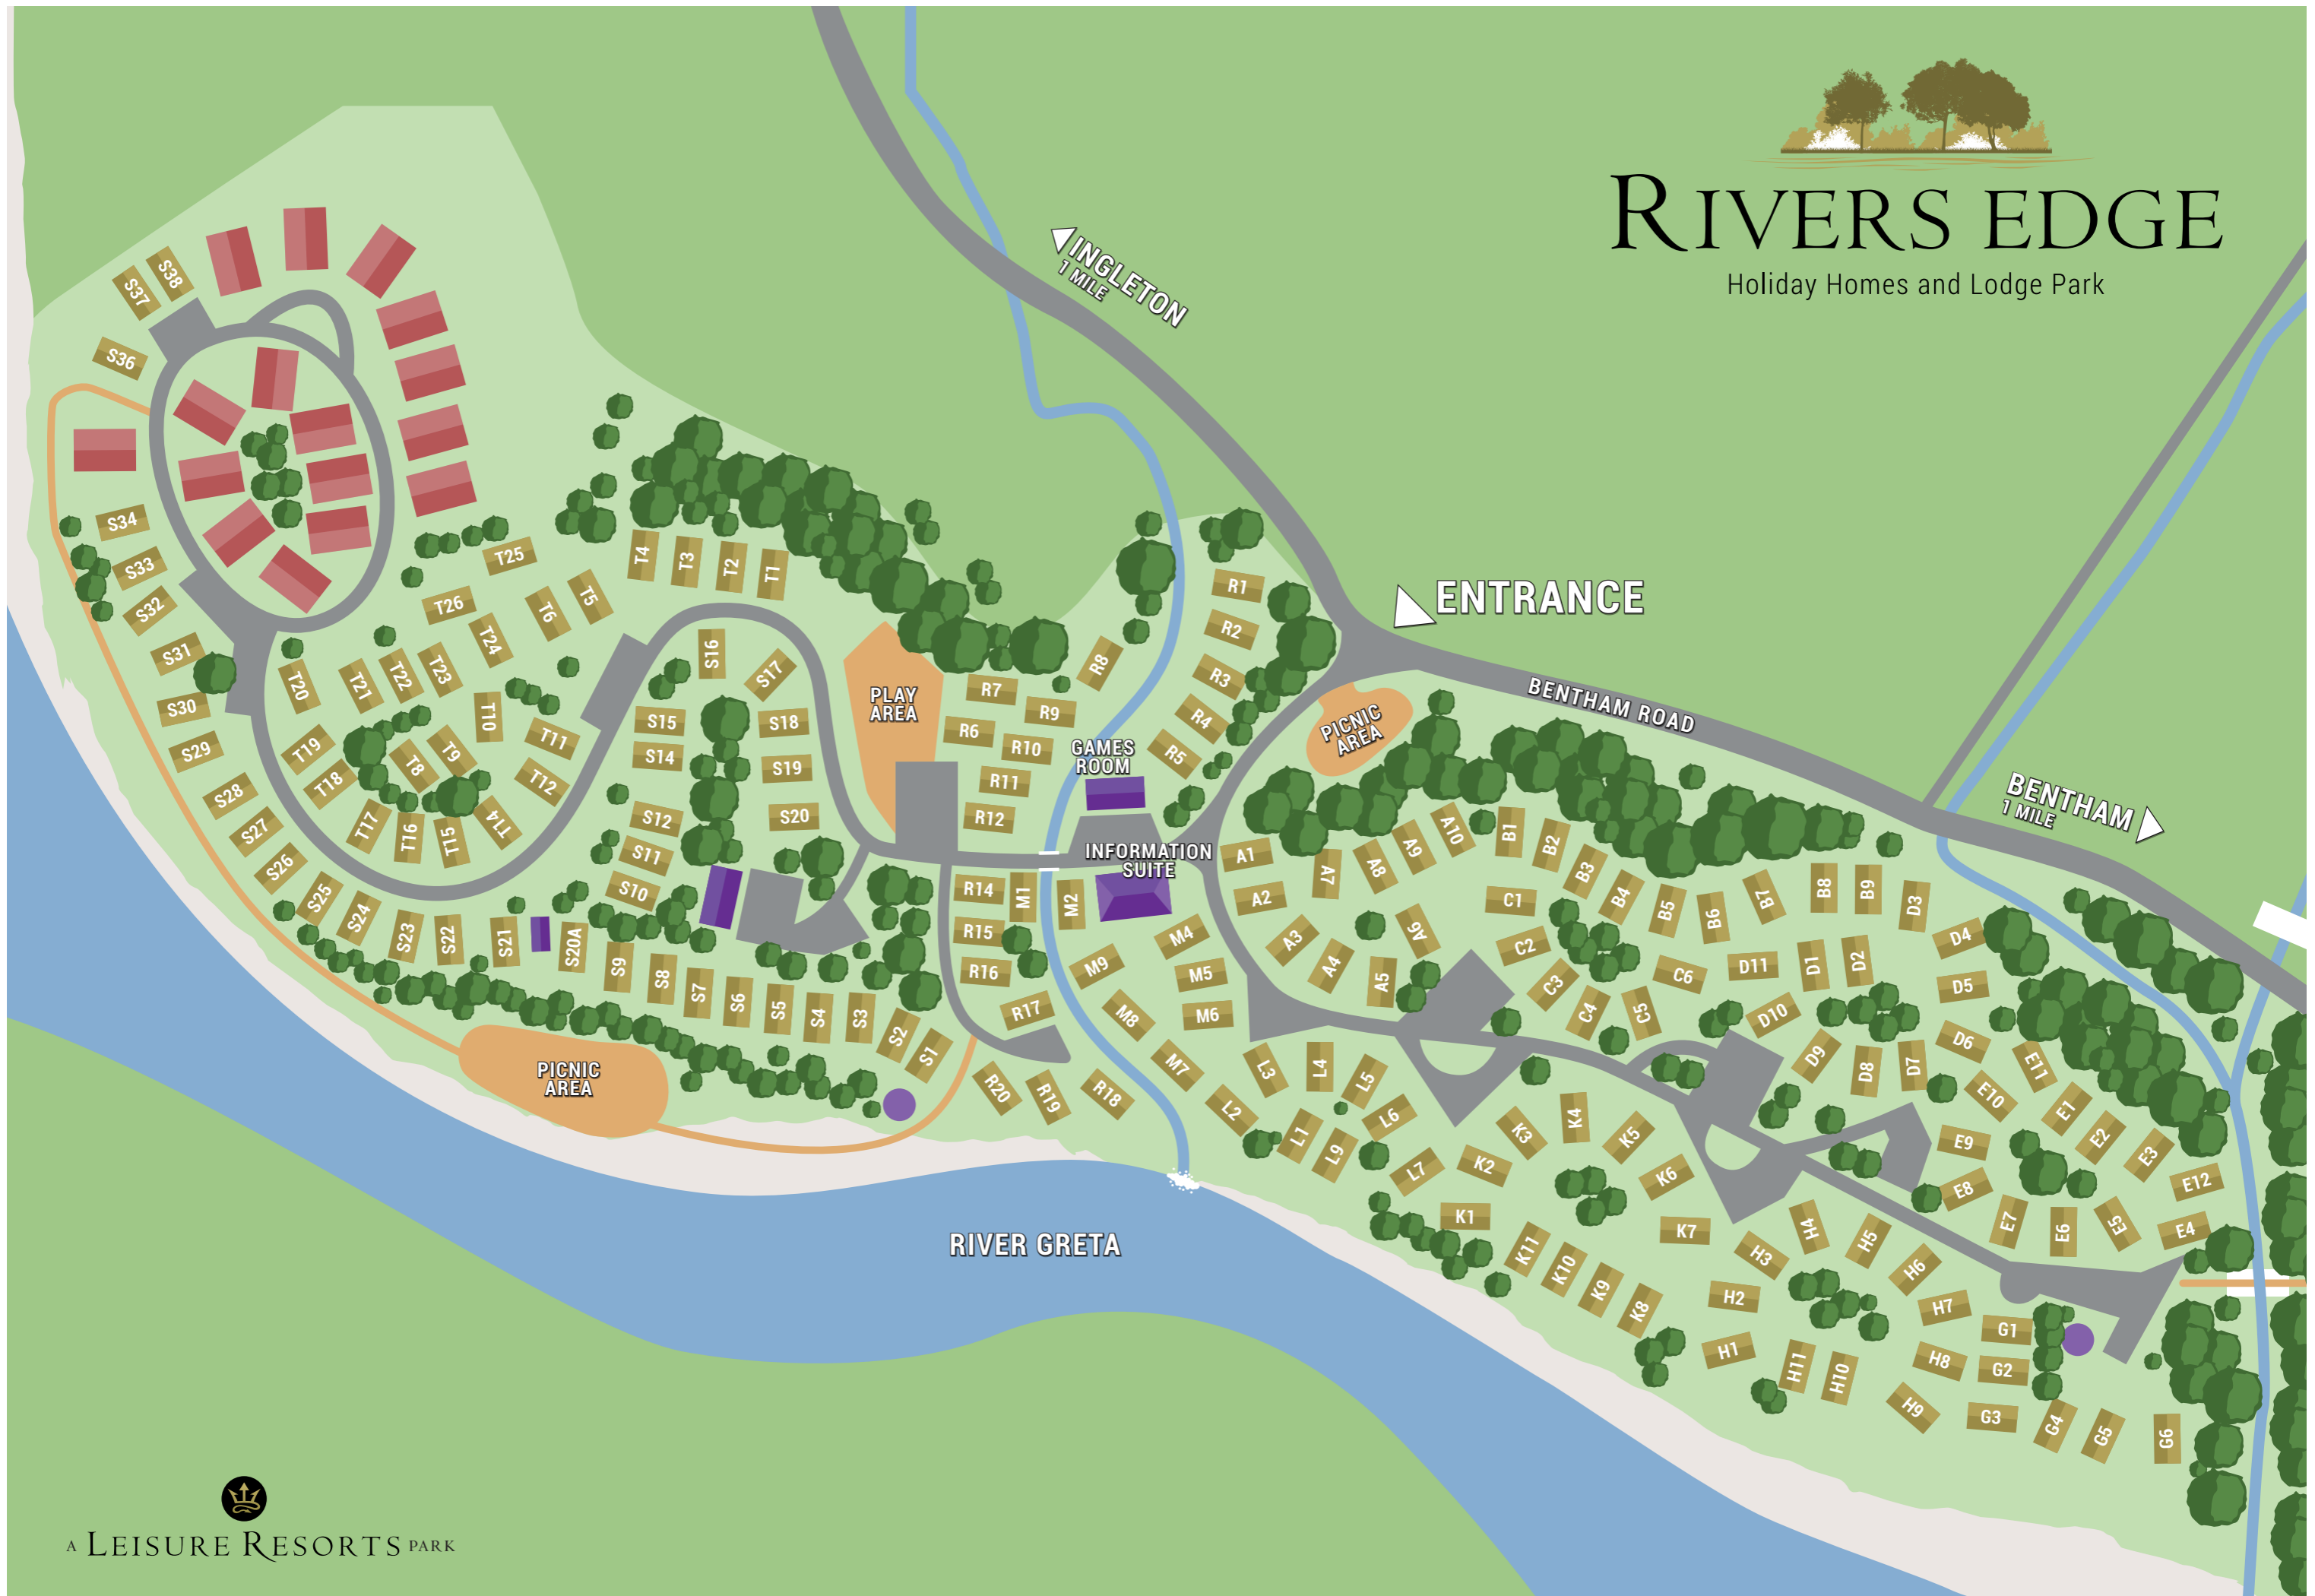 RIVERS EDGE
Holiday Homes and Lodge Park
INGLETON
1 MILE
ENTRANCE
BENTHAM ROAD
BENTHAM
1 MILE
PICNIC
AREA
PLAY
AREA
GAMES
ROOM
INFORMATION
SUITE
PICNIC
AREA
RIVER GRETA
S38
S37
S36
S34
S33
S32
S31
S30
S29
S28
S27
S26
S25
S24
S23
S22
S21
S20A
S9
S8
S7
S6
S5
S4
S3
S2
S1
S10
S11
S12
S14
S15
S16
S17
S18
S19
S20
T1
T2
T3
T4
T5
T6
T25
T26
T24
T23
T22
T21
T20
T19
T18
T17
T16
T15
T14
T12
T11
T10
T9
T8
R1
R2
R3
R4
R5
R8
R7
R9
R6
R10
R11
R12
R14
R15
R16
R17
R18
R19
R20
M1
M2
M4
M5
M6
M7
M8
M9
A1
A2
A3
A4
A5
A6
A7
A8
A9
A10
B1
B2
B3
B4
B5
B6
B7
B8
B9
C1
C2
C3
C4
C5
C6
D1
D2
D3
D4
D5
D6
D7
D8
D9
D10
D11
E1
E2
E3
E4
E5
E6
E7
E8
E9
E10
E11
E12
L1
L2
L3
L4
L5
L6
L7
L9
K1
K2
K3
K4
K5
K6
K7
K8
K9
K10
K11
H1
H2
H3
H4
H5
H6
H7
H8
H9
H10
H11
G1
G2
G3
G4
G5
G6
A LEISURE RESORTS PARK